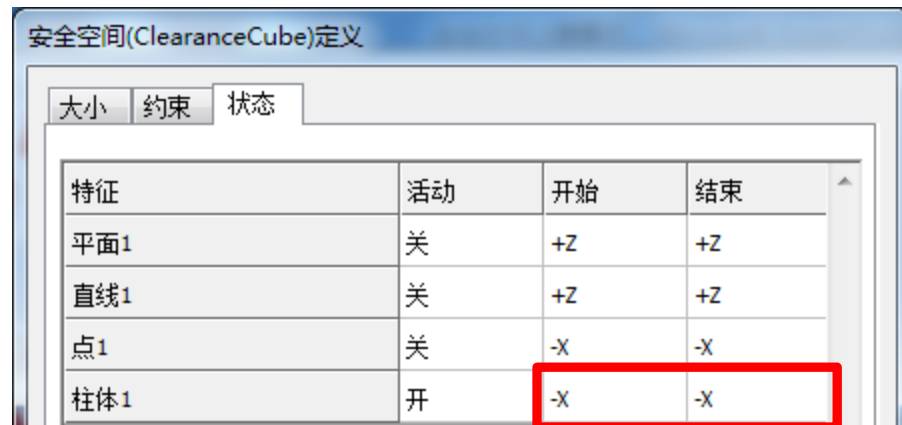 安全空间(ClearanceCube)定义
大小 约束 状态
特征 活动 开始 结束
平面1 关 +Z +Z
直线1 关 +Z +Z
点1 关 -X -X
柱体1 开 -X -X